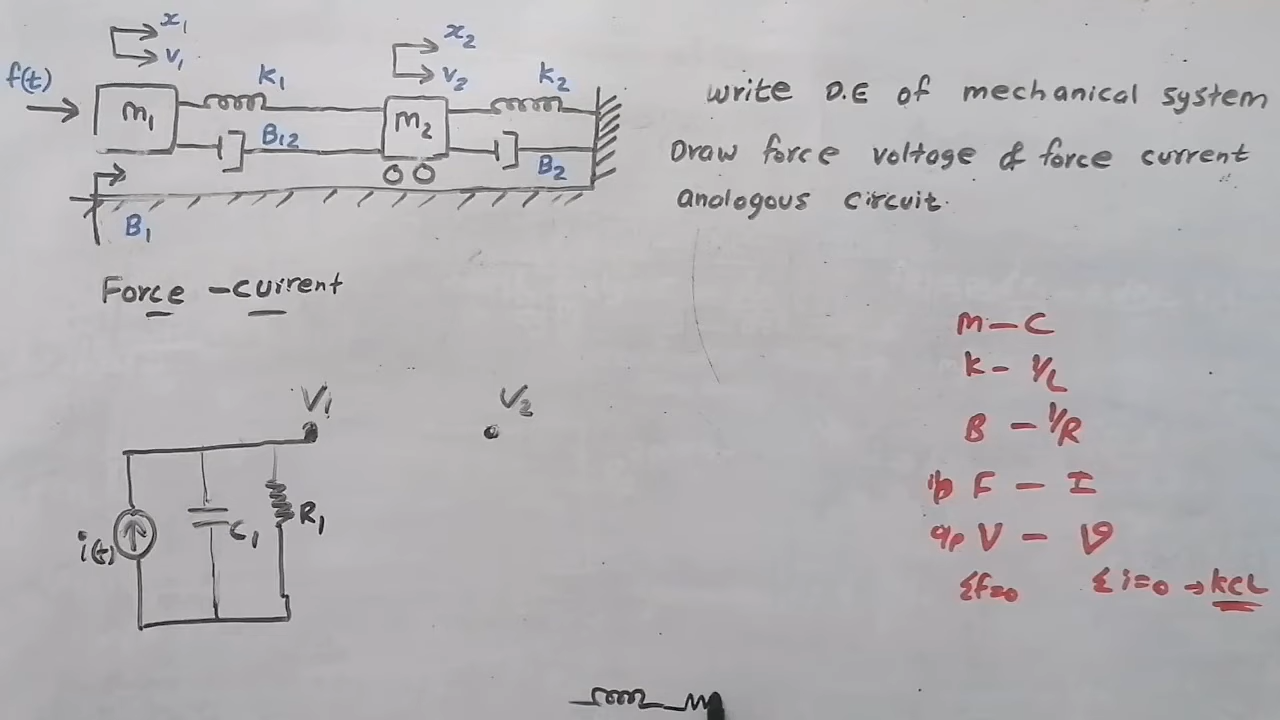 x1
v1
f(t)
m1
K1
B12
x2
v2
m2
K2
B2
B1
write D.E of mechanical system
Draw force voltage & force current
anologous circuit.
Force - current
V1
V2
i(t)
C1
R1
M - C
K - 1/L
B - 1/R
i/p F - I
o/p V - V
Σf=0 Σi=0 → KCL